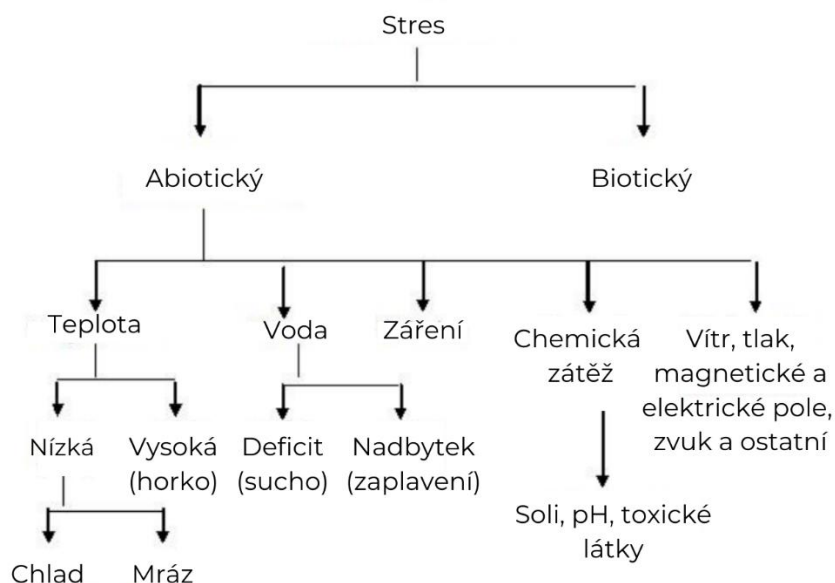 Stres
Abiotický
Biotický
Teplota
Voda
Záření
Chemická
zátěž
Vítr, tlak,
magnetické a
elektrické pole,
zvuk a ostatní
Nízká
Vysoká
(horko)
Deficit
(sucho)
Nadbytek
(zaplavení)
Soli, pH, toxické
látky
Chlad
Mráz